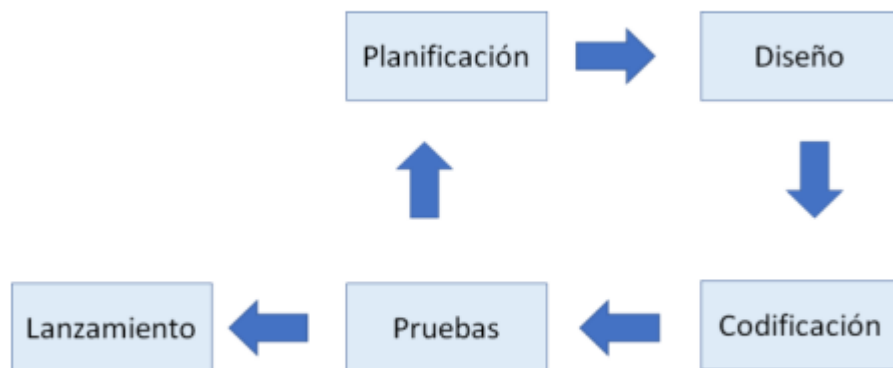 Planificación
Diseño
Lanzamiento
Pruebas
Codificación